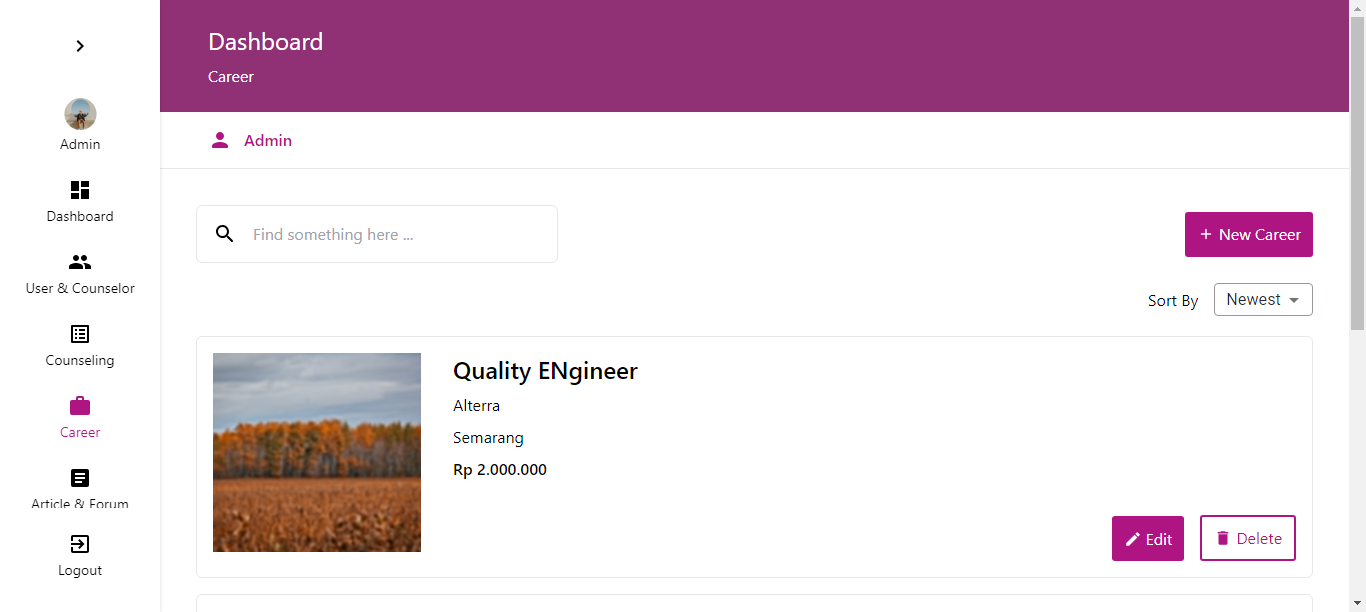 Admin
Dashboard
User & Counselor
Counseling
Career
Article & Forum
Logout
Dashboard
Career
Admin
Find something here ...
+ New Career
Sort By
Newest
Quality ENgineer
Alterra
Semarang
Rp 2.000.000
Edit
Delete